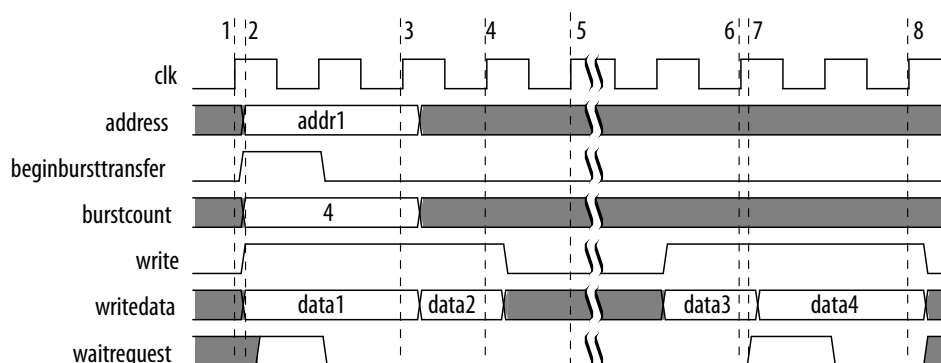 1 2 3 4 5 6 7 8
clk
address addr1
beginbursttransfer
burstcount 4
write
writedata data1 data2 data3 data4
waitrequest